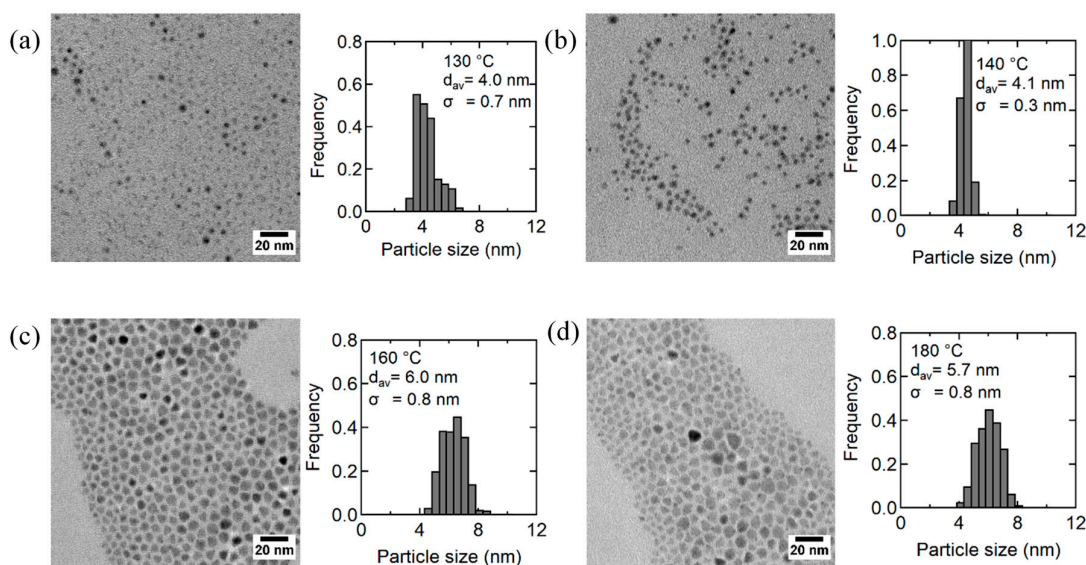 (a)
20 nm
Frequency
0.8
0.6
0.4
0.2
0.0
130 °C
d_av= 4.0 nm
σ = 0.7 nm
0 4 8 12
Particle size (nm)
(b)
20 nm
Frequency
1.0
0.8
0.6
0.4
0.2
0.0
140 °C
d_av= 4.1 nm
σ = 0.3 nm
0 4 8 12
Particle size (nm)
(c)
20 nm
Frequency
0.8
0.6
0.4
0.2
0.0
160 °C
d_av= 6.0 nm
σ = 0.8 nm
0 4 8 12
Particle size (nm)
(d)
20 nm
Frequency
0.8
0.6
0.4
0.2
0.0
180 °C
d_av= 5.7 nm
σ = 0.8 nm
0 4 8 12
Particle size (nm)